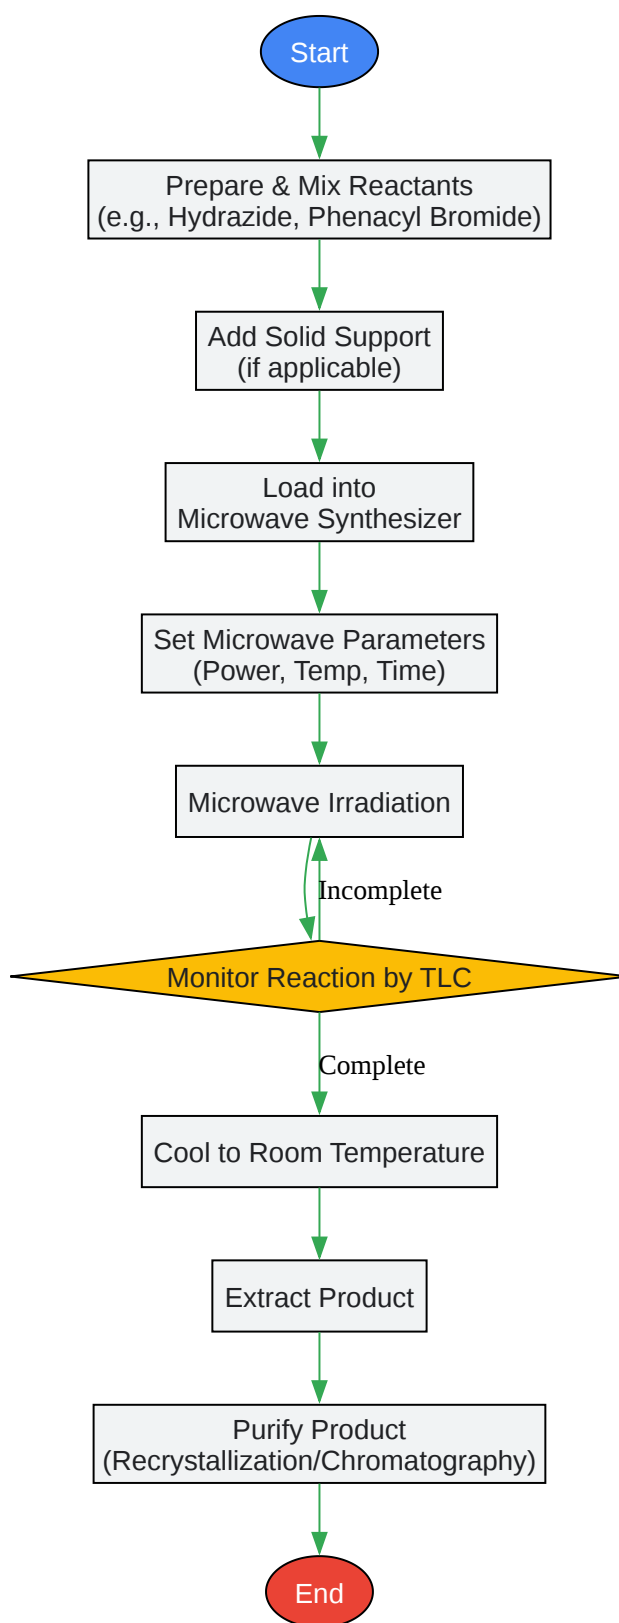 Start
Prepare & Mix Reactants
(e.g., Hydrazide, Phenacyl Bromide)
Add Solid Support
(if applicable)
Load into
Microwave Synthesizer
Set Microwave Parameters
(Power, Temp, Time)
Microwave Irradiation
Incomplete
Monitor Reaction by TLC
Complete
Cool to Room Temperature
Extract Product
Purify Product
(Recrystallization/Chromatography)
End